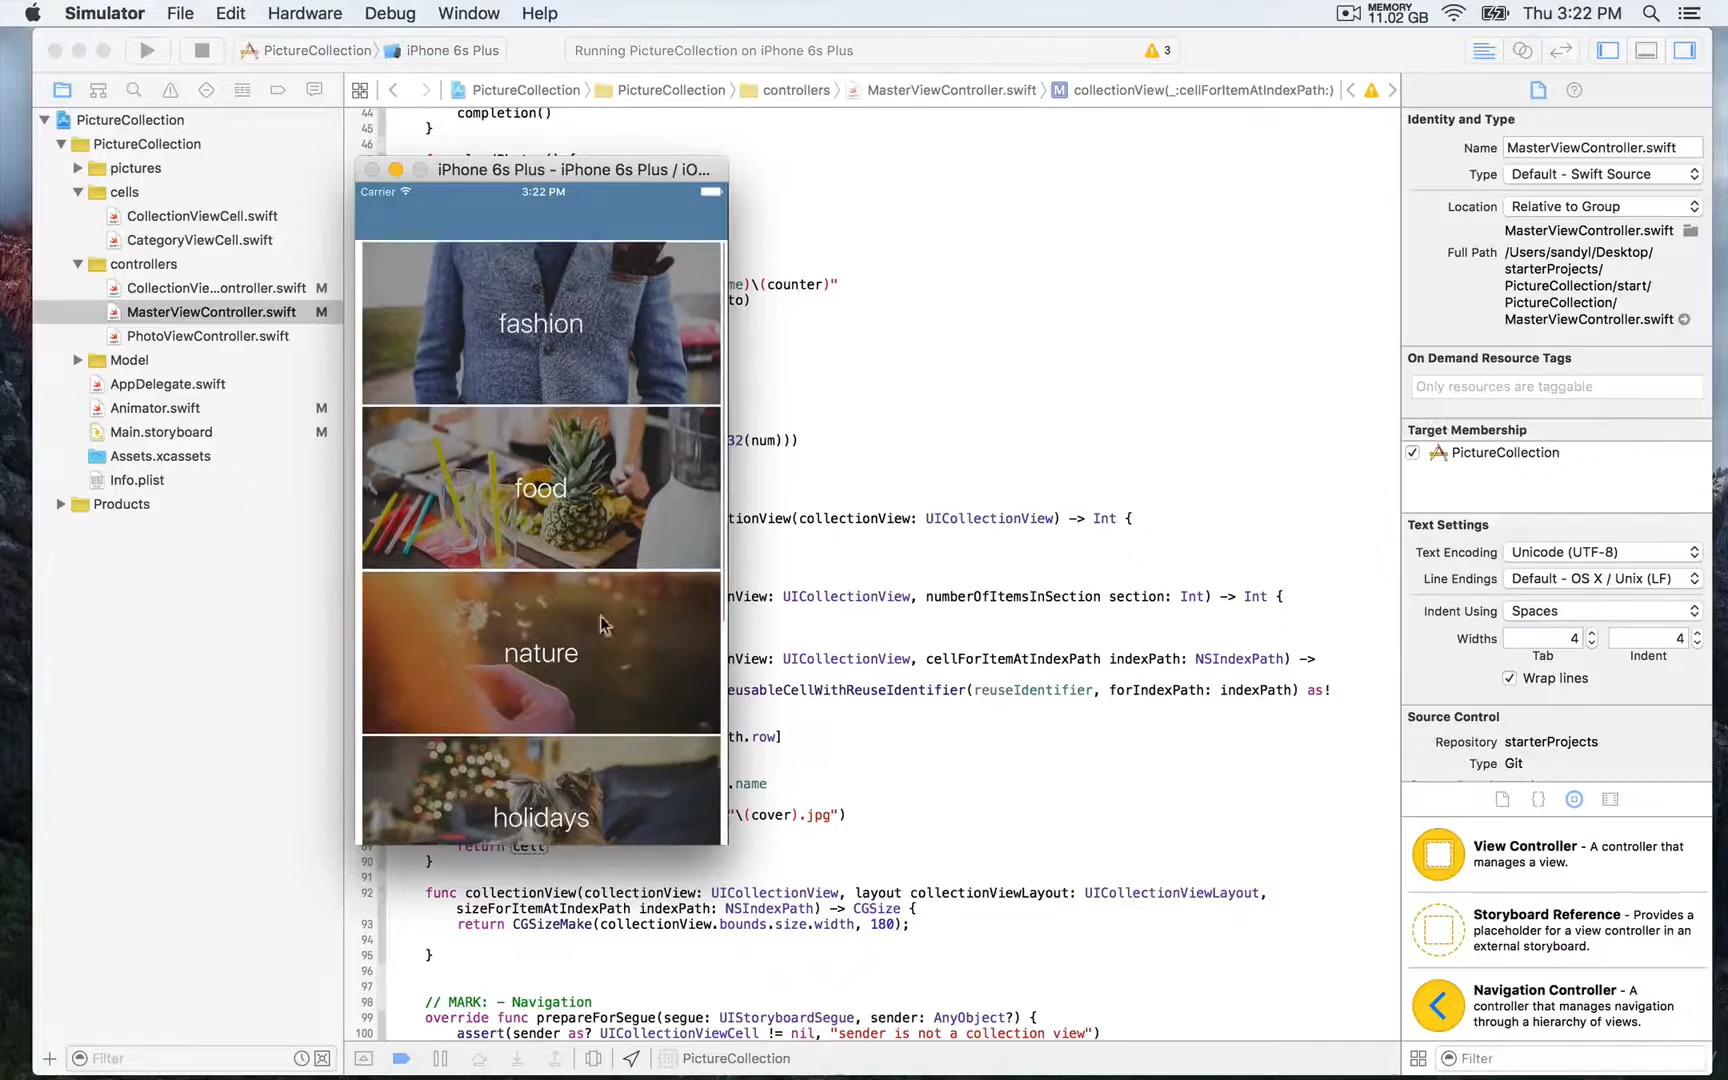 Simulator File Edit Hardware Debug Window Help
MEMORY
11.02 GB
Thu 3:22 PM
PictureCollection
iPhone 6s Plus
Running PictureCollection on iPhone 6s Plus
3
PictureCollection
PictureCollection
controllers
MasterViewController.swift
M
collectionView(_:cellForItemAtIndexPath:)
PictureCollection
PictureCollection
pictures
cells
CollectionViewCell.swift
CategoryViewCell.swift
controllers
CollectionVie...ontroller.swift M
MasterViewController.swift M
PhotoViewController.swift
Model
AppDelegate.swift
Animator.swift M
Main.storyboard M
Assets.xcassets
Info.plist
Products
Filter
44 completion()
45 }
46
iPhone 6s Plus - iPhone 6s Plus / iO...
Carrier 3:22 PM
fashion
food
nature
holidays
me)\(counter)"
to)
32(num)))
tionView(collectionView: UICollectionView) -> Int {
nView: UICollectionView, numberOfItemsInSection section: Int) -> Int {
nView: UICollectionView, cellForItemAtIndexPath indexPath: NSIndexPath) ->
eusableCellWithReuseIdentifier(reuseIdentifier, forIndexPath: indexPath) as!
th.row]
.name
"\(cover).jpg")
89 return cell
90 }
91
92 func collectionView(collectionView: UICollectionView, layout collectionViewLayout: UICollectionViewLayout,
sizeForItemAtIndexPath indexPath: NSIndexPath) -> CGSize {
93 return CGSizeMake(collectionView.bounds.size.width, 180);
94
95 }
96
97
98 // MARK: - Navigation
99 override func prepareForSegue(segue: UIStoryboardSegue, sender: AnyObject?) {
100 assert(sender as? UICollectionViewCell != nil, "sender is not a collection view")
PictureCollection
Identity and Type
Name MasterViewController.swift
Type Default - Swift Source
Location Relative to Group
MasterViewController.swift
Full Path /Users/sandyl/Desktop/
starterProjects/
PictureCollection/start/
PictureCollection/
MasterViewController.swift
On Demand Resource Tags
Only resources are taggable
Target Membership
PictureCollection
Text Settings
Text Encoding Unicode (UTF-8)
Line Endings Default - OS X / Unix (LF)
Indent Using Spaces
Widths 4 4
Tab Indent
Wrap lines
Source Control
Repository starterProjects
Type Git
{}
View Controller - A controller that
manages a view.
Storyboard Reference - Provides a
placeholder for a view controller in an
external storyboard.
Navigation Controller - A
controller that manages navigation
through a hierarchy of views.
Filter